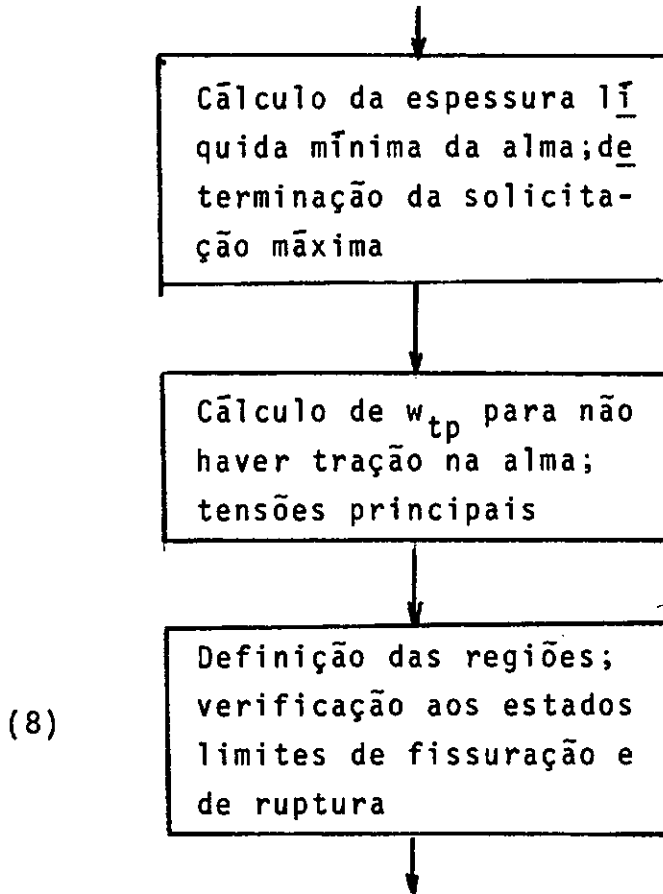 Cálculo da espessura lí
quida mínima da alma;de
terminação da solicita-
ção máxima
Cálculo de w_tp para não
haver tração na alma;
tensões principais
Definição das regiões;
verificação aos estados
(8)
limites de fissuração e
de ruptura